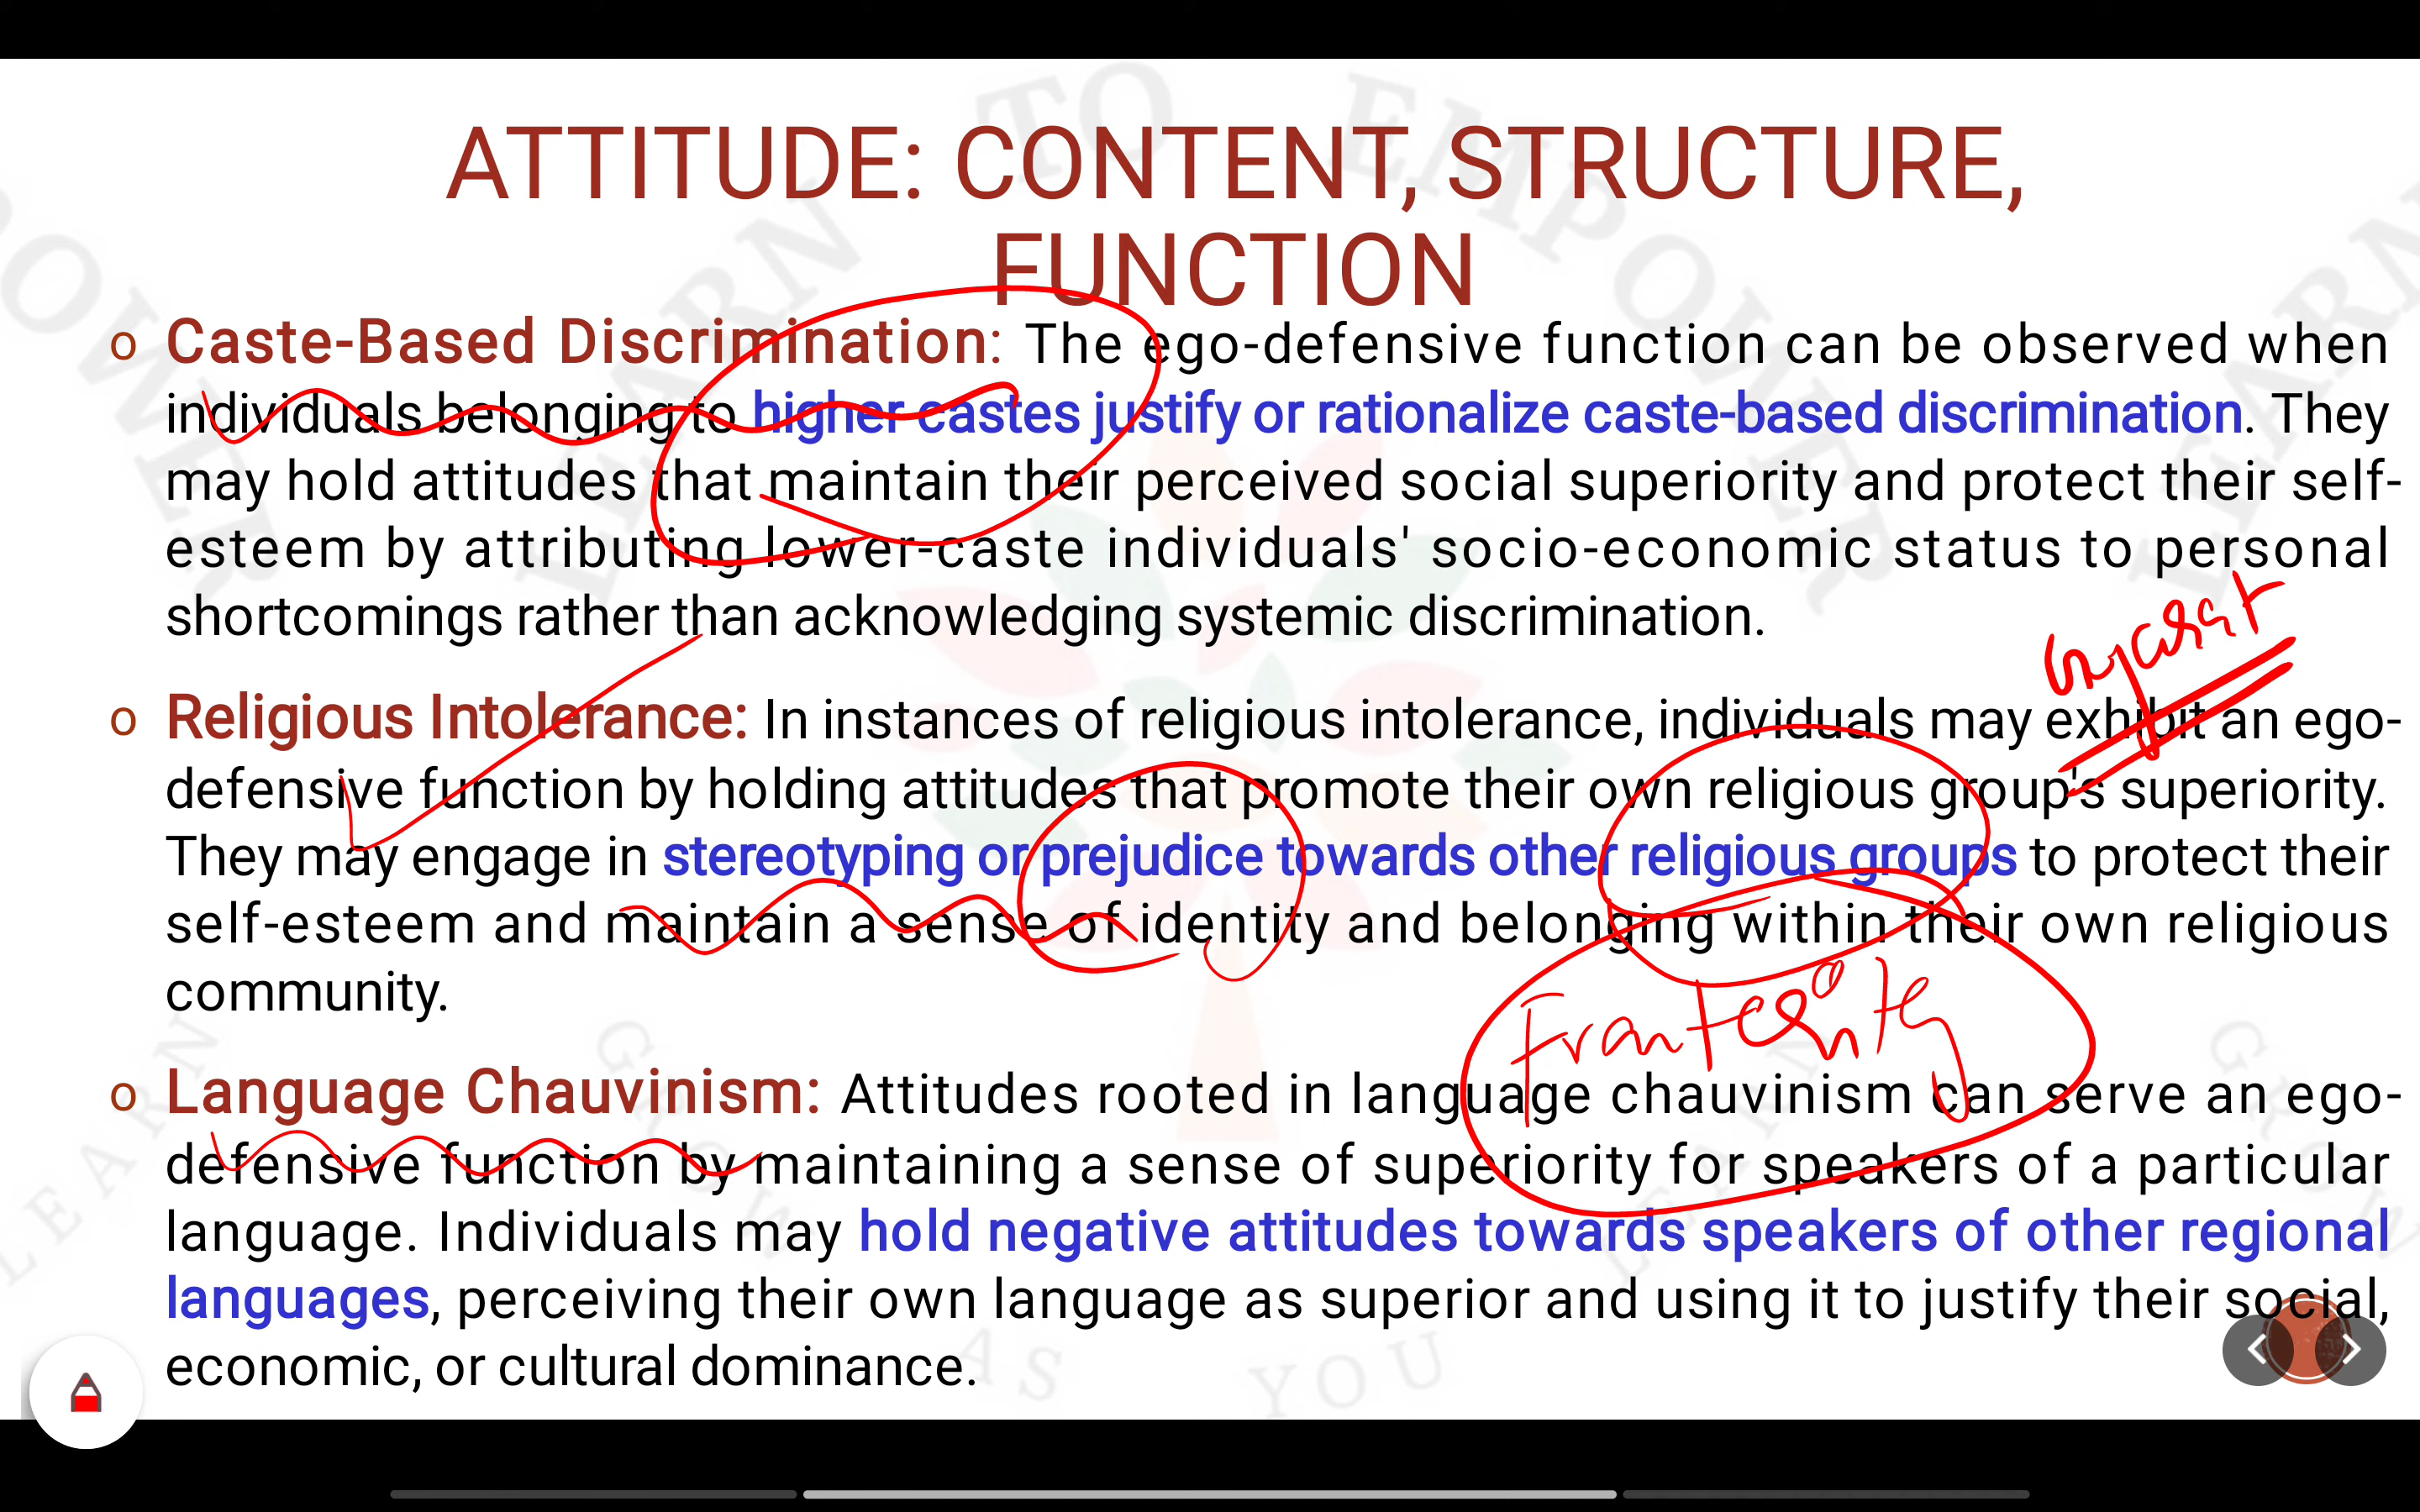 ATTITUDE: CONTENT, STRUCTURE,
FUNCTION
o Caste-Based Discrimination: The ego-defensive function can be observed when
individuals belonging to higher castes justify or rationalize caste-based discrimination. They
may hold attitudes that maintain their perceived social superiority and protect their self-
esteem by attributing lower-caste individuals' socio-economic status to personal
shortcomings rather than acknowledging systemic discrimination.
o Religious Intolerance: In instances of religious intolerance, individuals may exhibit an ego-
defensive function by holding attitudes that promote their own religious group's superiority.
They may engage in stereotyping or prejudice towards other religious groups to protect their
self-esteem and maintain a sense of identity and belonging within their own religious
community.
o Language Chauvinism: Attitudes rooted in language chauvinism can serve an ego-
defensive function by maintaining a sense of superiority for speakers of a particular
language. Individuals may hold negative attitudes towards speakers of other regional
languages, perceiving their own language as superior and using it to justify their social,
economic, or cultural dominance.
LEARN TO EMPOWER
LEARN
GROW
AS YOU